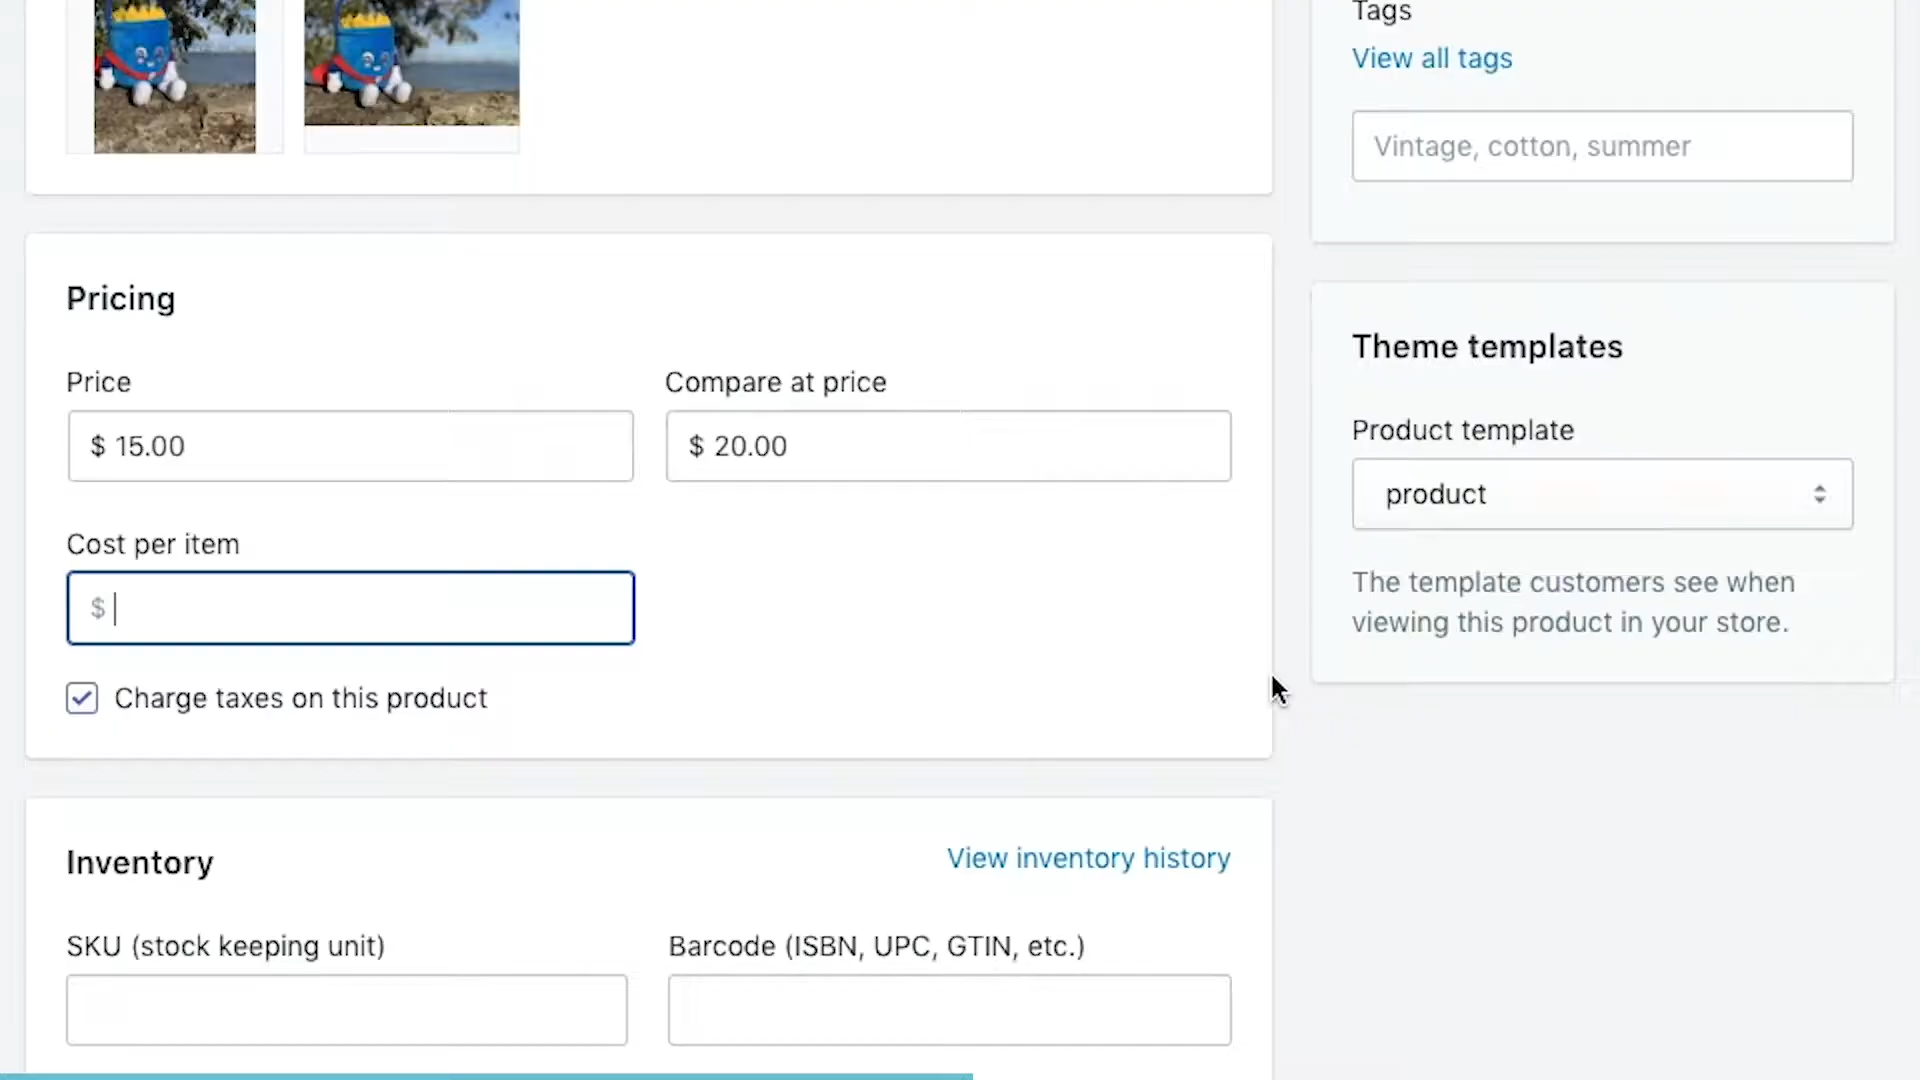 Tags
View all tags
Vintage, cotton, summer
Pricing
Price
Compare at price
$ 15.00
$ 20.00
Cost per item
$
Charge taxes on this product
Theme templates
Product template
product
The template customers see when
viewing this product in your store.
Inventory
View inventory history
SKU (stock keeping unit)
Barcode (ISBN, UPC, GTIN, etc.)